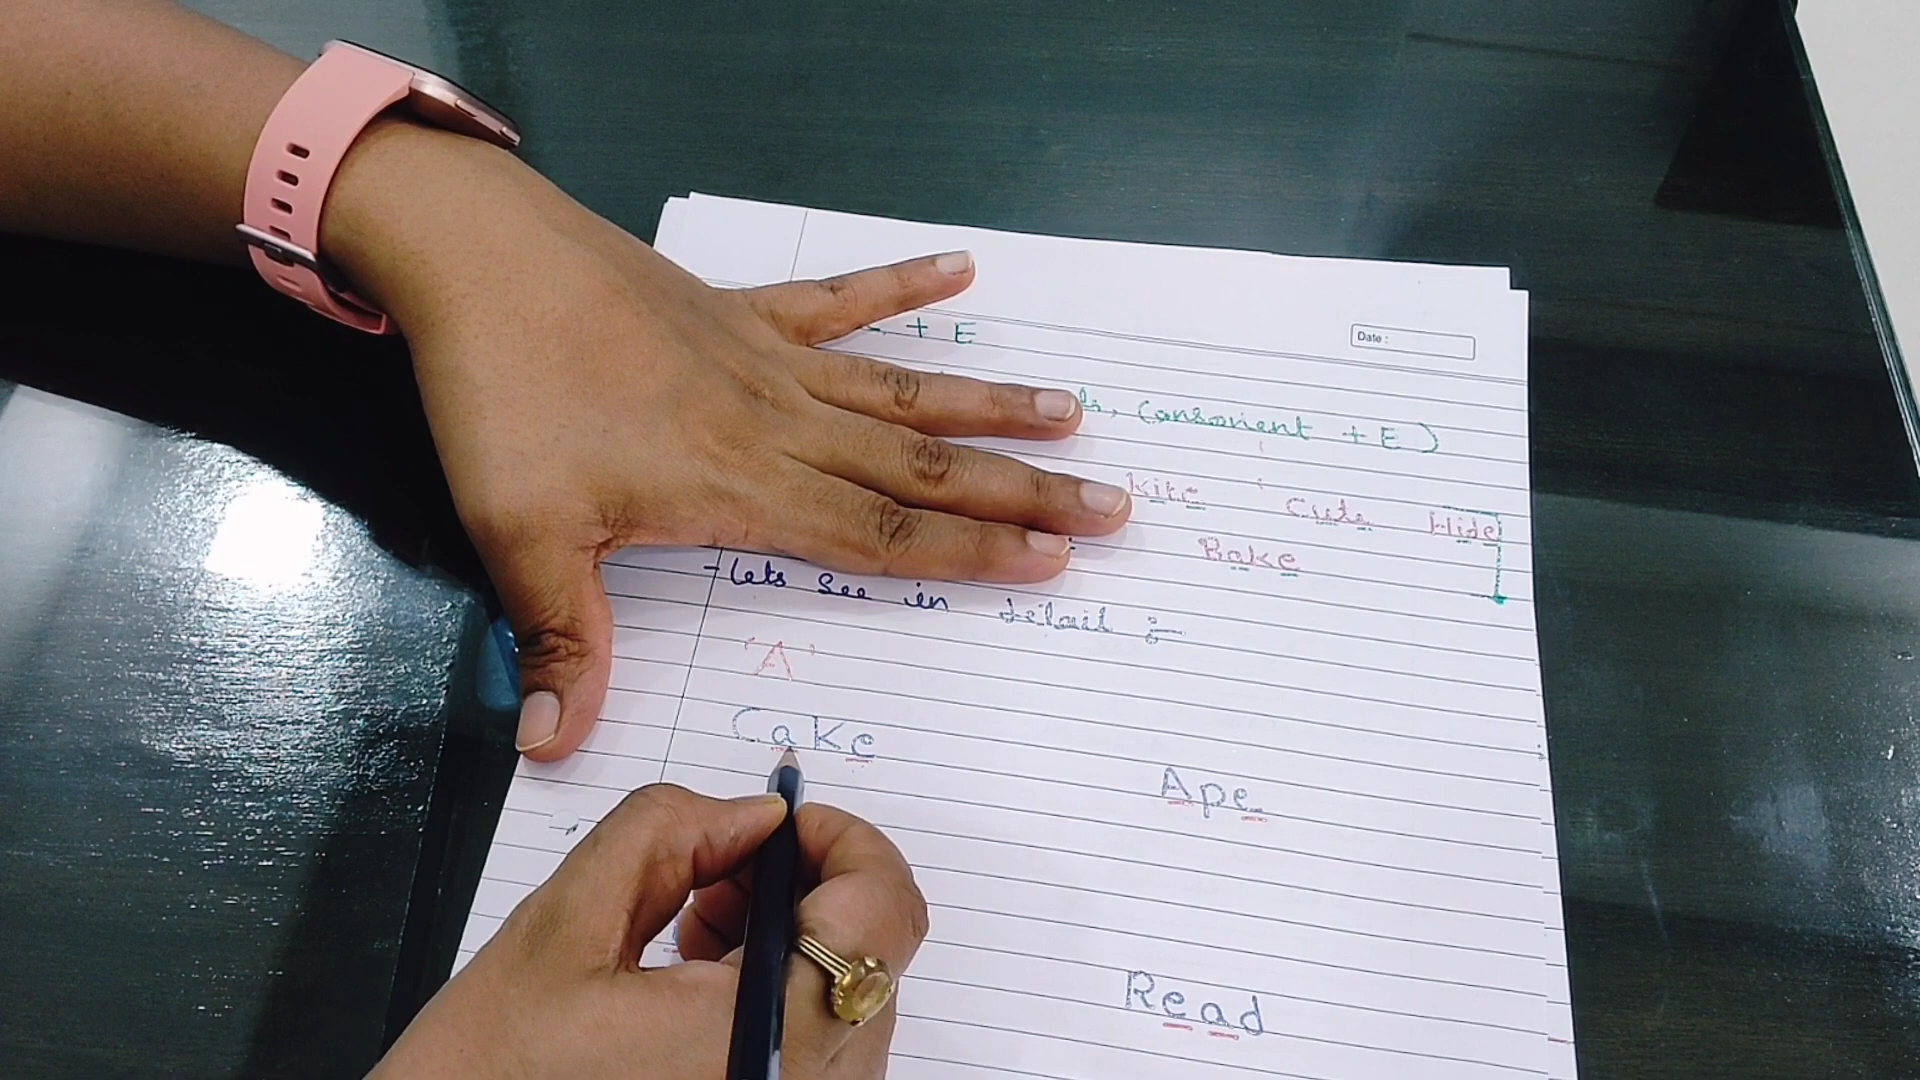 Date :
+ E
Consonent + E )
kite Cute Hide
Bake
- Lets see in detail :-
'A'
Cake
Ape
Read